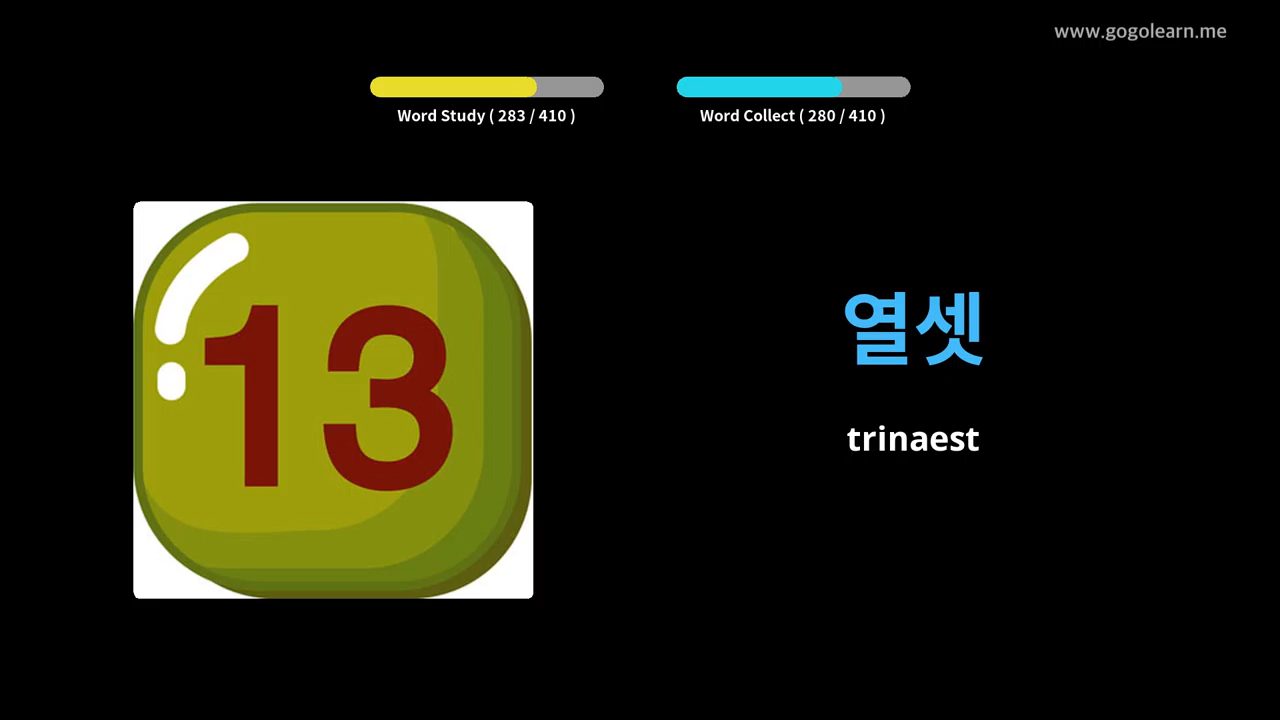 www.gogolearn.me
Word Study ( 283 / 410 )
Word Collect ( 280 / 410 )
13
열셋
trinaest